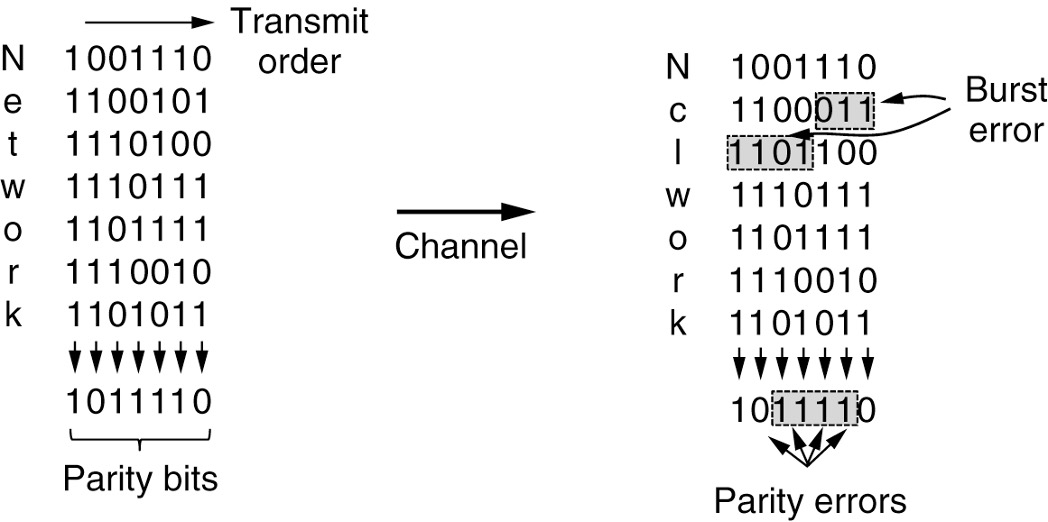 Transmit
order
N 1001110
e 1100101
t 1110100
w 1110111
o 1101111
r 1110010
k 1101011
1011110
Parity bits
Channel
N 1001110
c 1100011
l 1101100
w 1110111
o 1101111
r 1110010
k 1101011
1011110
Burst
error
Parity errors